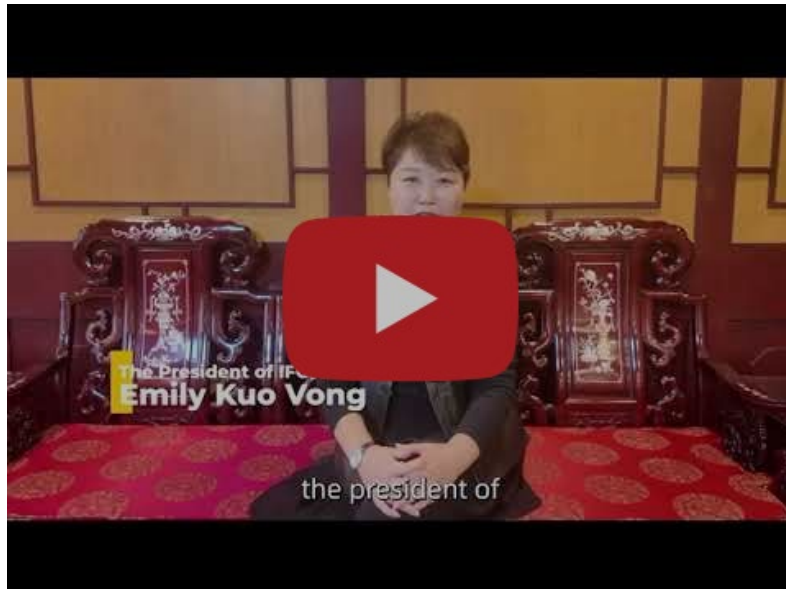 The President of
Emily Kuo Vong
the president of